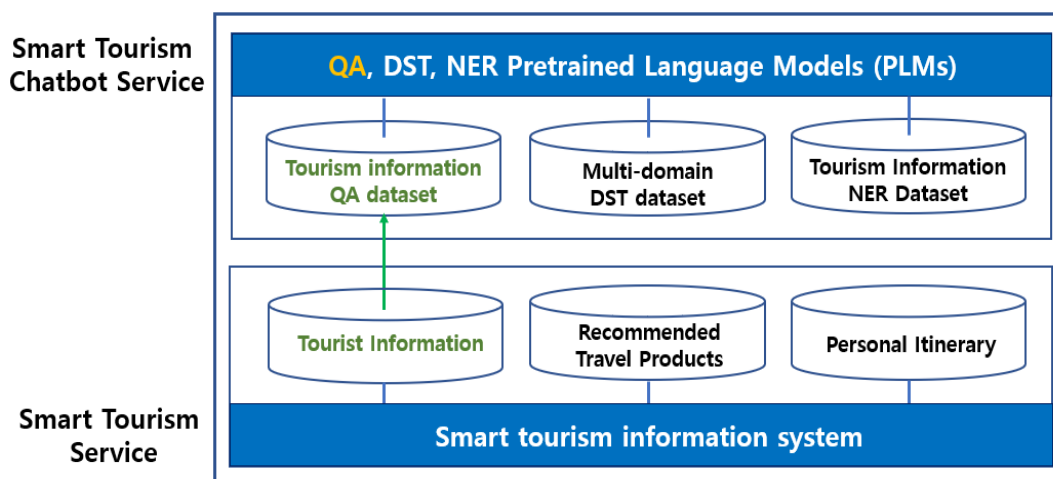 Smart Tourism
Chatbot Service
QA, DST, NER Pretrained Language Models (PLMs)
Tourism information
QA dataset
Multi-domain
DST dataset
Tourism Information
NER Dataset
Tourist Information
Recommended
Travel Products
Personal Itinerary
Smart Tourism
Service
Smart tourism information system